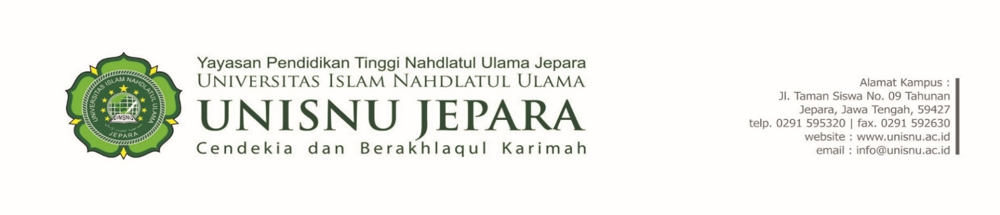 UNIVERSITAS ISLAM NAHDLATUL ULAMA
UNISNU
JEPARA
Yayasan Pendidikan Tinggi Nahdlatul Ulama Jepara
UNIVERSITAS ISLAM NAHDLATUL ULAMA
UNISNU JEPARA
Cendekia dan Berakhlaqul Karimah
Alamat Kampus :
Jl. Taman Siswa No. 09 Tahunan
Jepara, Jawa Tengah, 59427
telp. 0291 595320 | fax. 0291 592630
website : www.unisnu.ac.id
email : info@unisnu.ac.id